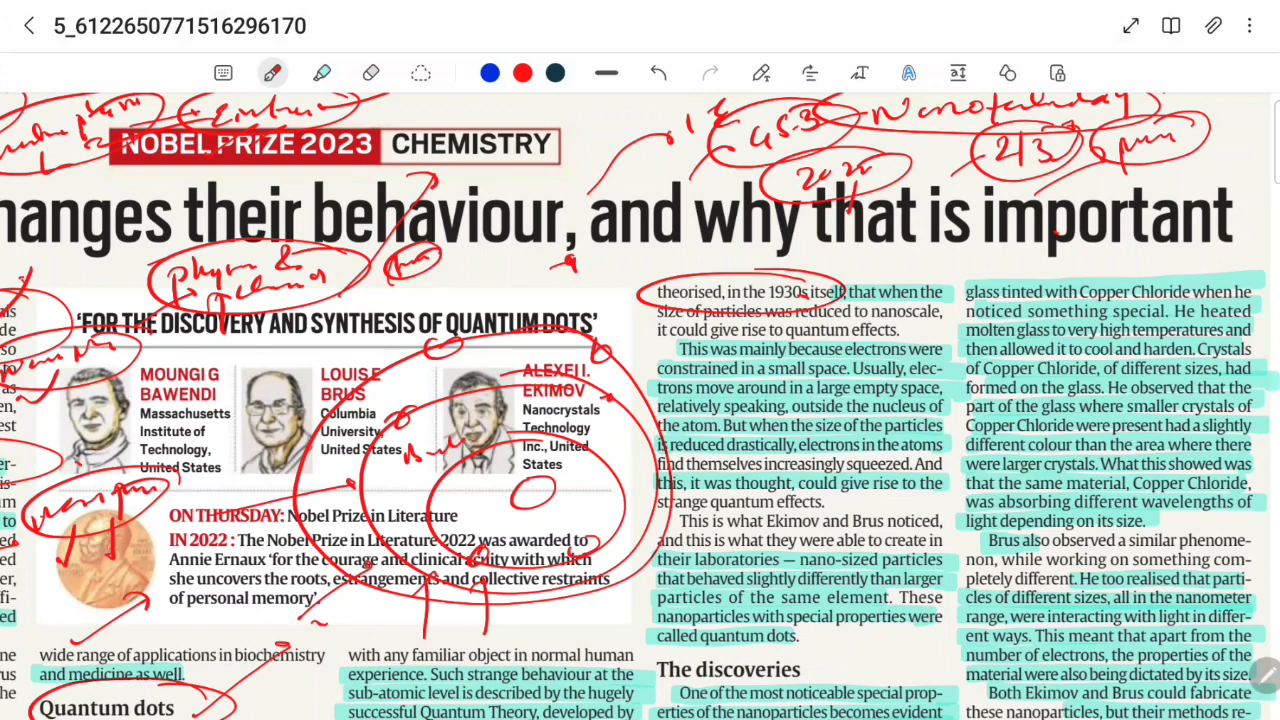 5_6122650771516296170
NOBEL PRIZE 2023 CHEMISTRY
hanges their behaviour, and why that is important
'FOR THE DISCOVERY AND SYNTHESIS OF QUANTUM DOTS'
MOUNGI G
BAWENDI
Massachusetts
Institute of
Technology,
United States
LOUIS E
BRUS
Columbia
University,
United States
ALEXEI I.
EKIMOV
Nanocrystals
Technology
Inc., United
States
ON THURSDAY: Nobel Prize in Literature
IN 2022 : The Nobel Prize in Literature 2022 was awarded to
Annie Ernaux 'for the courage and clinical acuity with which
she uncovers the roots, estrangements and collective restraints
of personal memory'.
wide range of applications in biochemistry
and medicine as well.
Quantum dots
with any familiar object in normal human
experience. Such strange behaviour at the
sub-atomic level is described by the hugely
successful Quantum Theory, developed by
theorised, in the 1930s itself, that when the
size of particles was reduced to nanoscale,
it could give rise to quantum effects.
This was mainly because electrons were
constrained in a small space. Usually, elec-
trons move around in a large empty space,
relatively speaking, outside the nucleus of
the atom. But when the size of the particles
is reduced drastically, electrons in the atoms
find themselves increasingly squeezed. And
this, it was thought, could give rise to the
strange quantum effects.
This is what Ekimov and Brus noticed,
and this is what they were able to create in
their laboratories — nano-sized particles
that behaved slightly differently than larger
particles of the same element. These
nanoparticles with special properties were
called quantum dots.
The discoveries
One of the most noticeable special prop-
erties of the nanoparticles becomes evident
glass tinted with Copper Chloride when he
noticed something special. He heated
molten glass to very high temperatures and
then allowed it to cool and harden. Crystals
of Copper Chloride, of different sizes, had
formed on the glass. He observed that the
part of the glass where smaller crystals of
Copper Chloride were present had a slightly
different colour than the area where there
were larger crystals. What this showed was
that the same material, Copper Chloride,
was absorbing different wavelengths of
light depending on its size.
Brus also observed a similar phenome-
non, while working on something com-
pletely different. He too realised that parti-
cles of different sizes, all in the nanometer
range, were interacting with light in differ-
ent ways. This meant that apart from the
number of electrons, the properties of the
material were also being dictated by its size.
Both Ekimov and Brus could fabricate
these nanoparticles, but their methods re-